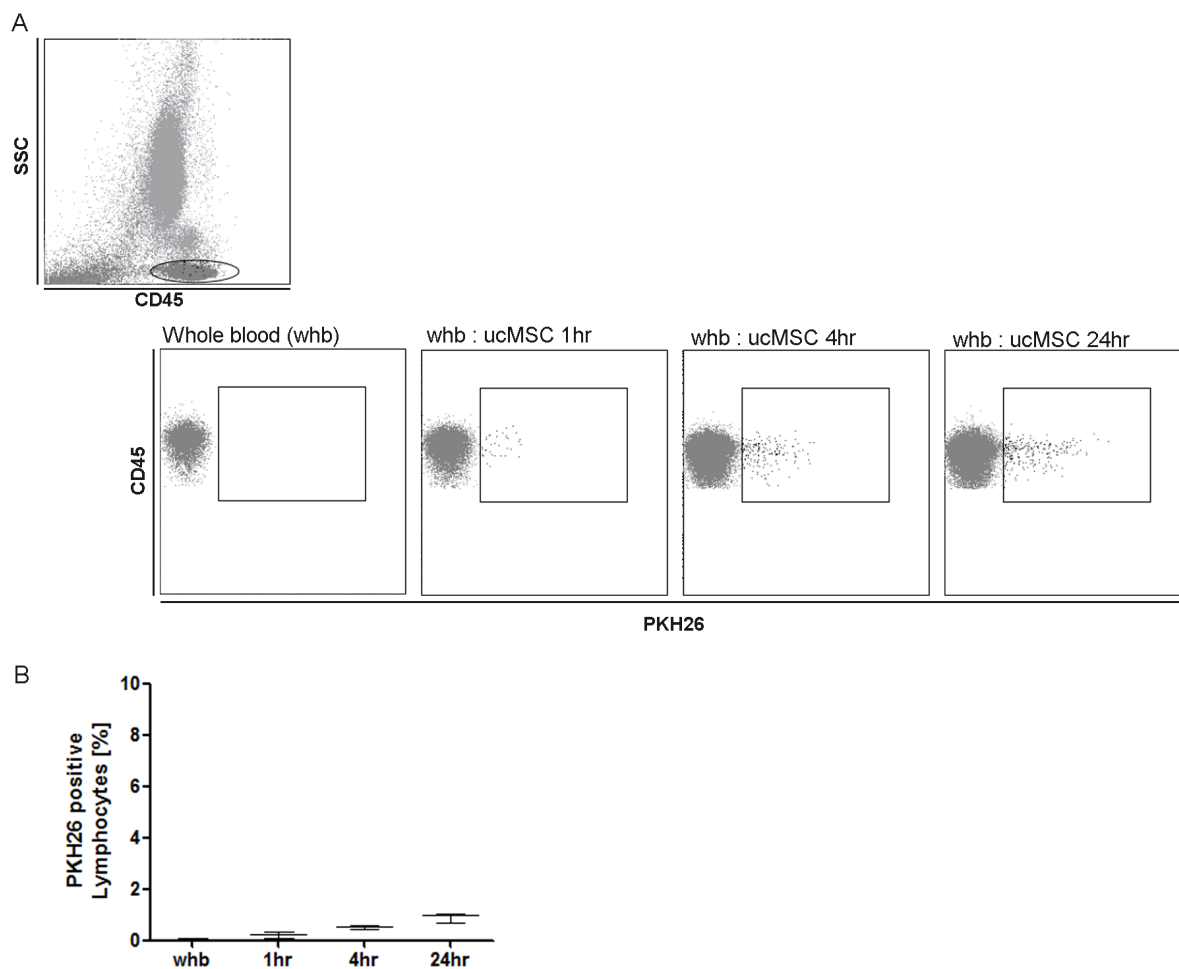 A
SSC
CD45
Whole blood (whb)
whb : ucMSC 1hr
whb : ucMSC 4hr
whb : ucMSC 24hr
CD45
PKH26
B
PKH26 positive
Lymphocytes [%]
10
8
6
4
2
0
whb
1hr
4hr
24hr